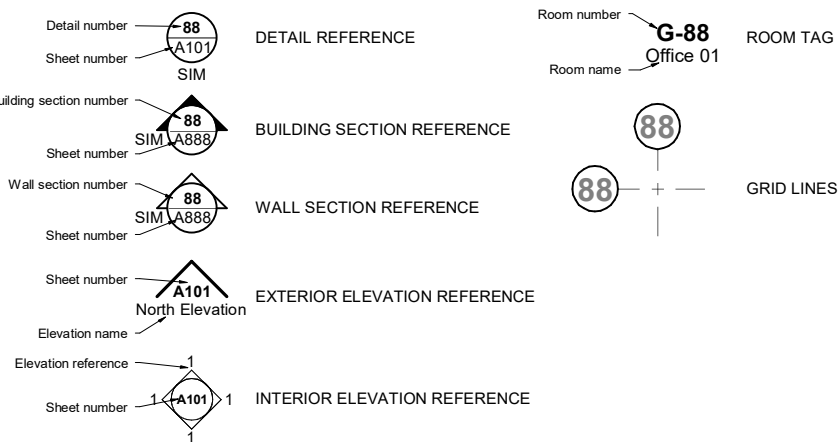 Detail number
88
A101
Sheet number
SIM
DETAIL REFERENCE
uilding section number
88
SIM A888
Sheet number
BUILDING SECTION REFERENCE
Wall section number
88
SIM A888
Sheet number
WALL SECTION REFERENCE
Sheet number
A101
North Elevation
Elevation name
EXTERIOR ELEVATION REFERENCE
Elevation reference
1
1 A101 1
Sheet number
1
INTERIOR ELEVATION REFERENCE
Room number
G-88
Office 01
Room name
ROOM TAG
88
88
GRID LINES